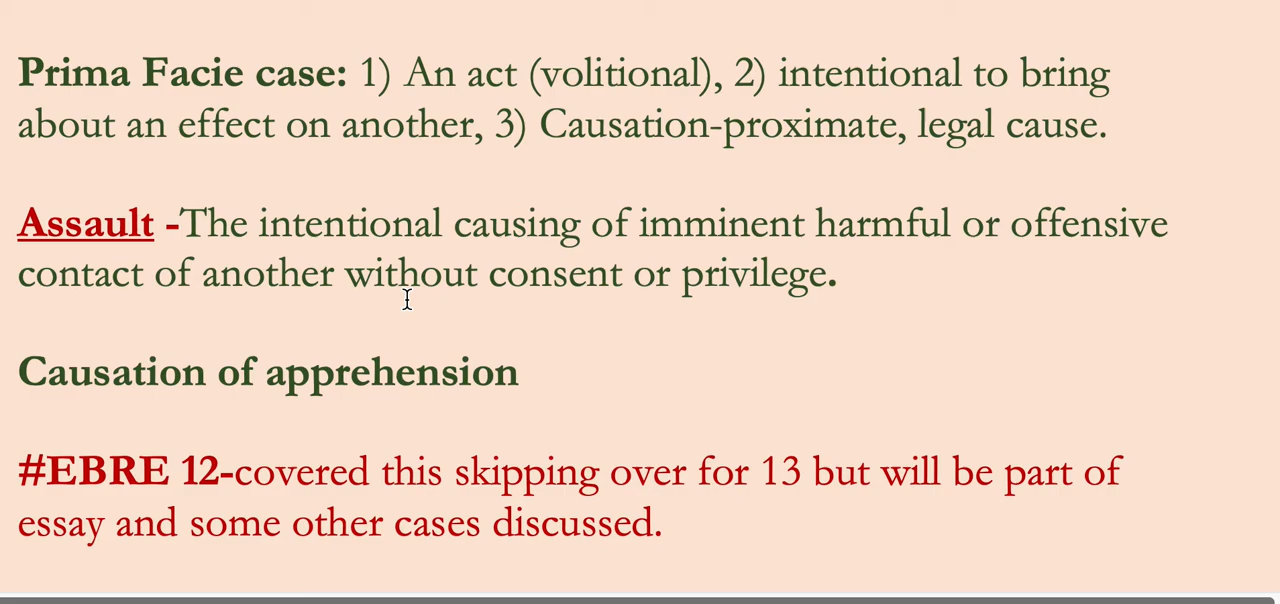 Prima Facie case: 1) An act (volitional), 2) intentional to bring
about an effect on another, 3) Causation-proximate, legal cause.
Assault -The intentional causing of imminent harmful or offensive
contact of another without consent or privilege.
Causation of apprehension
#EBRE 12-covered this skipping over for 13 but will be part of
essay and some other cases discussed.